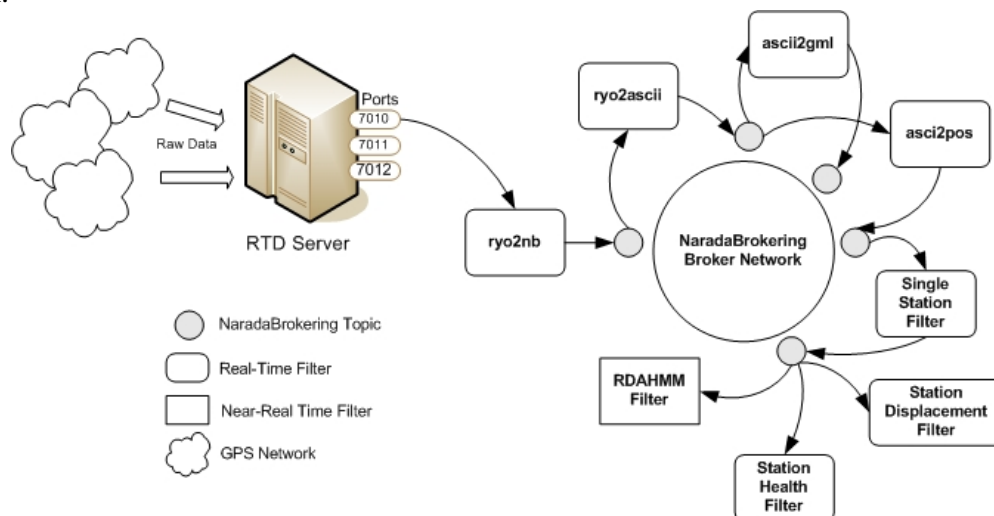 ascii2gml
ryo2ascii
asci2pos
Ports
7010
7011
7012
Raw Data
RTD Server
ryo2nb
NaradaBrokering
Broker Network
Single
Station
Filter
NaradaBrokering Topic
Real-Time Filter
Near-Real Time Filter
GPS Network
RDAHMM
Filter
Station
Displacement
Filter
Station
Health
Filter